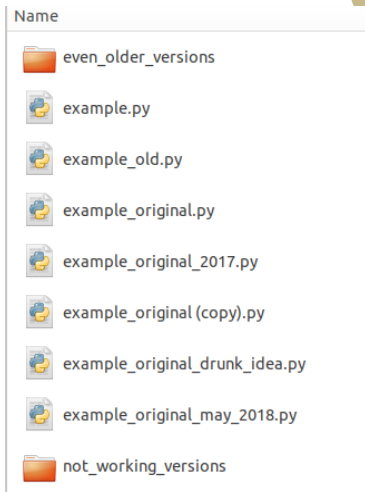 Name
even_older_versions
example.py
example_old.py
example_original.py
example_original_2017.py
example_original (copy).py
example_original_drunk_idea.py
example_original_may_2018.py
not_working_versions